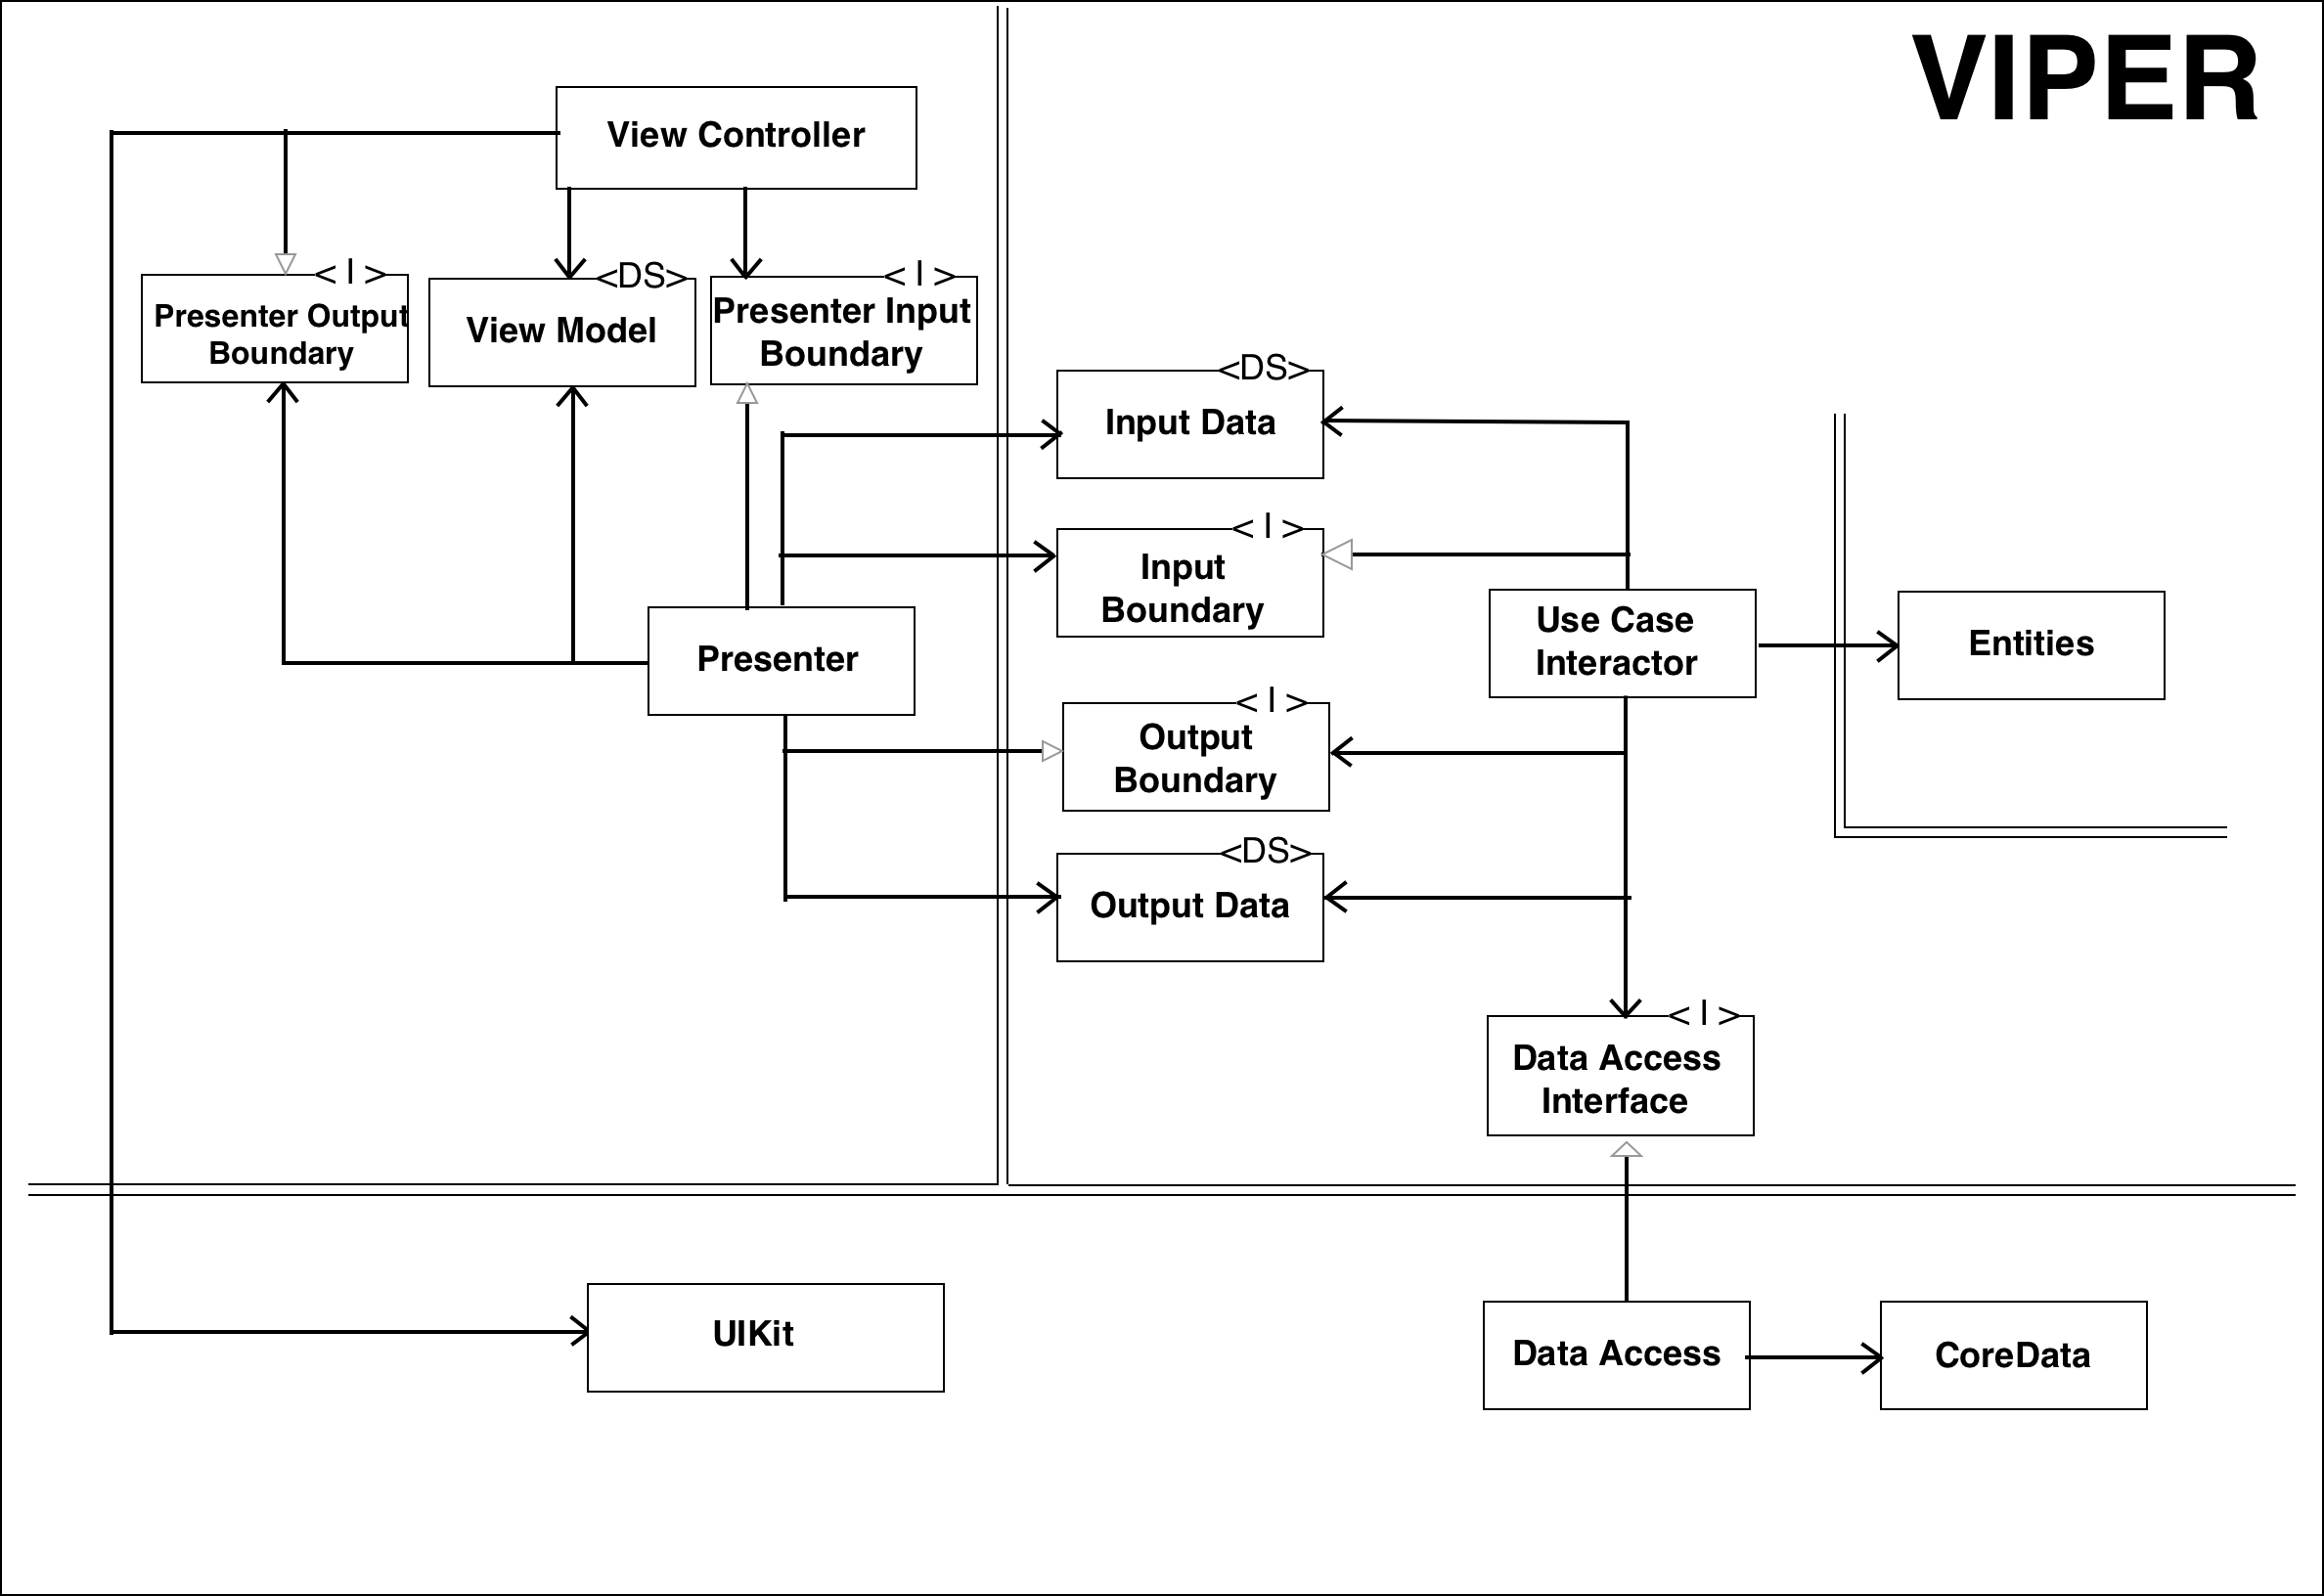 VIPER
View Controller
< I >
Presenter Output
Boundary
<DS>
View Model
< I >
Presenter Input
Boundary
<DS>
Input Data
< I >
Input
Boundary
Presenter
Use Case
Interactor
Entities
< I >
Output
Boundary
<DS>
Output Data
< I >
Data Access
Interface
UIKit
Data Access
CoreData